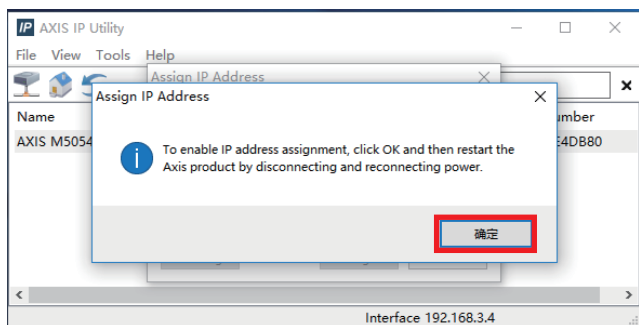 IP AXIS IP Utility
File View Tools Help
Assign IP Address
Assign IP Address
Name
AXIS M5054
4DB80
To enable IP address assignment, click OK and then restart the
Axis product by disconnecting and reconnecting power.
确定
Interface 192.168.3.4